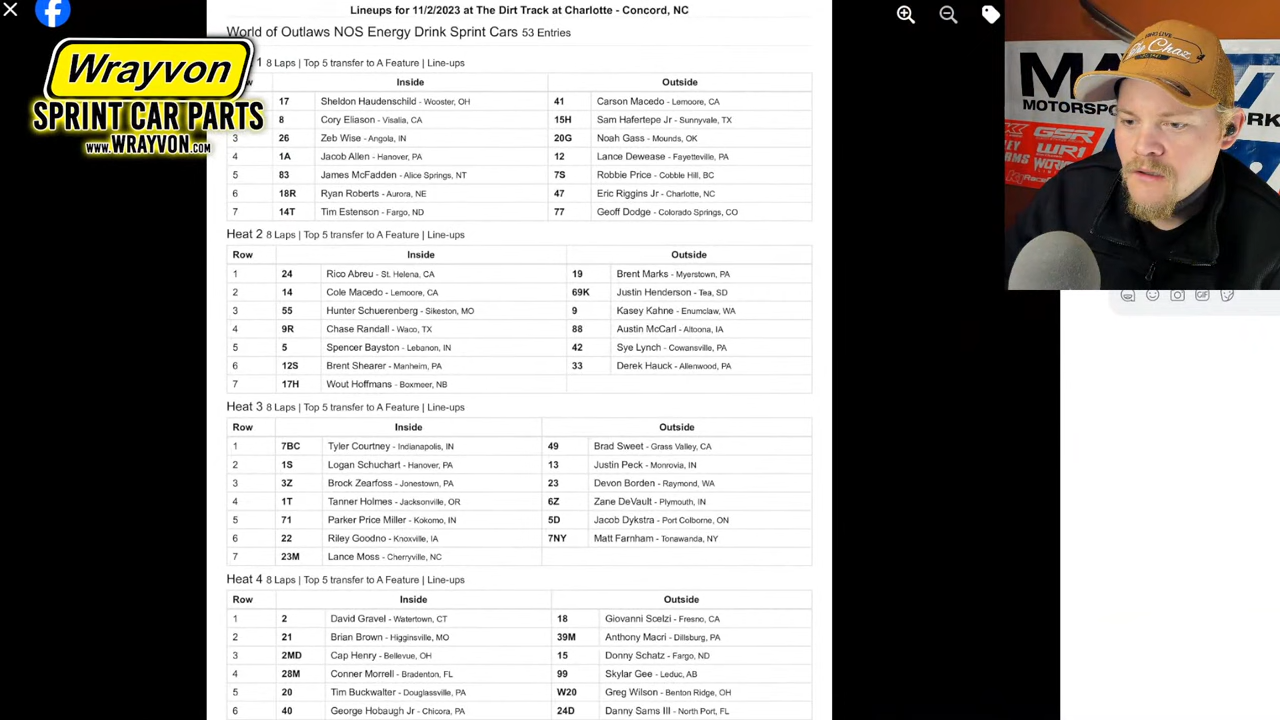 Lineups for 11/2/2023 at The Dirt Track at Charlotte - Concord, NC
World of Outlaws NOS Energy Drink Sprint Cars 53 Entries
Wrayvon
SPRINT CAR PARTS
WWW.WRAYVON.COM
1 8 Laps | Top 5 transfer to A Feature | Line-ups
Inside Outside
17 Sheldon Haudenschild - Wooster, OH 41 Carson Macedo - Lemoore, CA
8 Cory Eliason - Visalia, CA 15H Sam Hafertepe Jr - Sunnyvale, TX
3 26 Zeb Wise - Angola, IN 20G Noah Gass - Mounds, OK
4 1A Jacob Allen - Hanover, PA 12 Lance Dewease - Fayetteville, PA
5 83 James McFadden - Alice Springs, NT 7S Robbie Price - Cobble Hill, BC
6 18R Ryan Roberts - Aurora, NE 47 Eric Riggins Jr - Charlotte, NC
7 14T Tim Estenson - Fargo, ND 77 Geoff Dodge - Colorado Springs, CO
Heat 2 8 Laps | Top 5 transfer to A Feature | Line-ups
Row Inside Outside
1 24 Rico Abreu - St. Helena, CA 19 Brent Marks - Myerstown, PA
2 14 Cole Macedo - Lemoore, CA 69K Justin Henderson - Tea, SD
3 55 Hunter Schuerenberg - Sikeston, MO 9 Kasey Kahne - Enumclaw, WA
4 9R Chase Randall - Waco, TX 88 Austin McCarl - Altoona, IA
5 5 Spencer Bayston - Lebanon, IN 42 Sye Lynch - Cowansville, PA
6 12S Brent Shearer - Manheim, PA 33 Derek Hauck - Allenwood, PA
7 17H Wout Hoffmans - Boxmeer, NB
Heat 3 8 Laps | Top 5 transfer to A Feature | Line-ups
Row Inside Outside
1 7BC Tyler Courtney - Indianapolis, IN 49 Brad Sweet - Grass Valley, CA
2 1S Logan Schuchart - Hanover, PA 13 Justin Peck - Monrovia, IN
3 3Z Brock Zearfoss - Jonestown, PA 23 Devon Borden - Raymond, WA
4 1T Tanner Holmes - Jacksonville, OR 6Z Zane DeVault - Plymouth, IN
5 71 Parker Price Miller - Kokomo, IN 5D Jacob Dykstra - Port Colborne, ON
6 22 Riley Goodno - Knoxville, IA 7NY Matt Farnham - Tonawanda, NY
7 23M Lance Moss - Cherryville, NC
Heat 4 8 Laps | Top 5 transfer to A Feature | Line-ups
Row Inside Outside
1 2 David Gravel - Watertown, CT 18 Giovanni Scelzi - Fresno, CA
2 21 Brian Brown - Higginsville, MO 39M Anthony Macri - Dillsburg, PA
3 2MD Cap Henry - Bellevue, OH 15 Donny Schatz - Fargo, ND
4 28M Conner Morrell - Bradenton, FL 99 Skylar Gee - Leduc, AB
5 20 Tim Buckwalter - Douglassville, PA W20 Greg Wilson - Benton Ridge, OH
6 40 George Hobaugh Jr - Chicora, PA 24D Danny Sams III - North Port, FL
MOTORSP
GSR
WR1
GIF